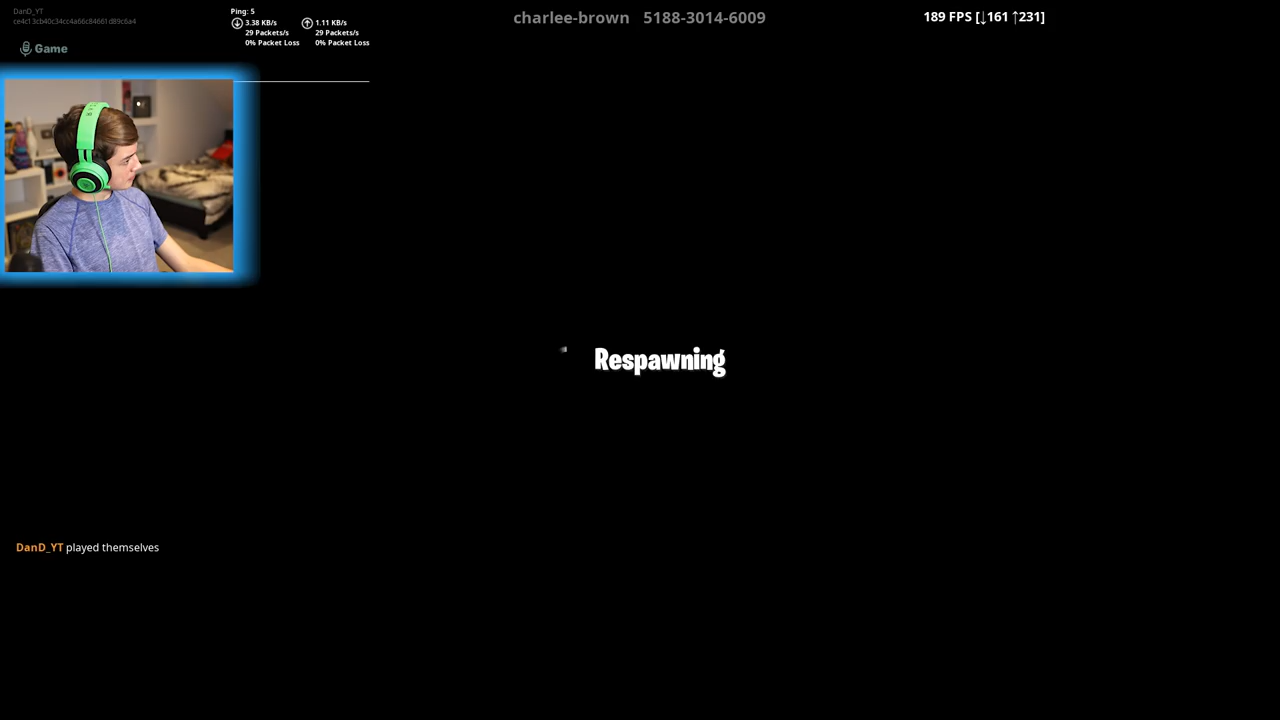 DanD_YT
Ping: 5
3.38 KB/s
1.11 KB/s
29 Packets/s
29 Packets/s
0% Packet Loss
0% Packet Loss
charlee-brown 5188-3014-6009
189 FPS [↓161 ↑231]
Game
Respawning
DanD_YT played themselves